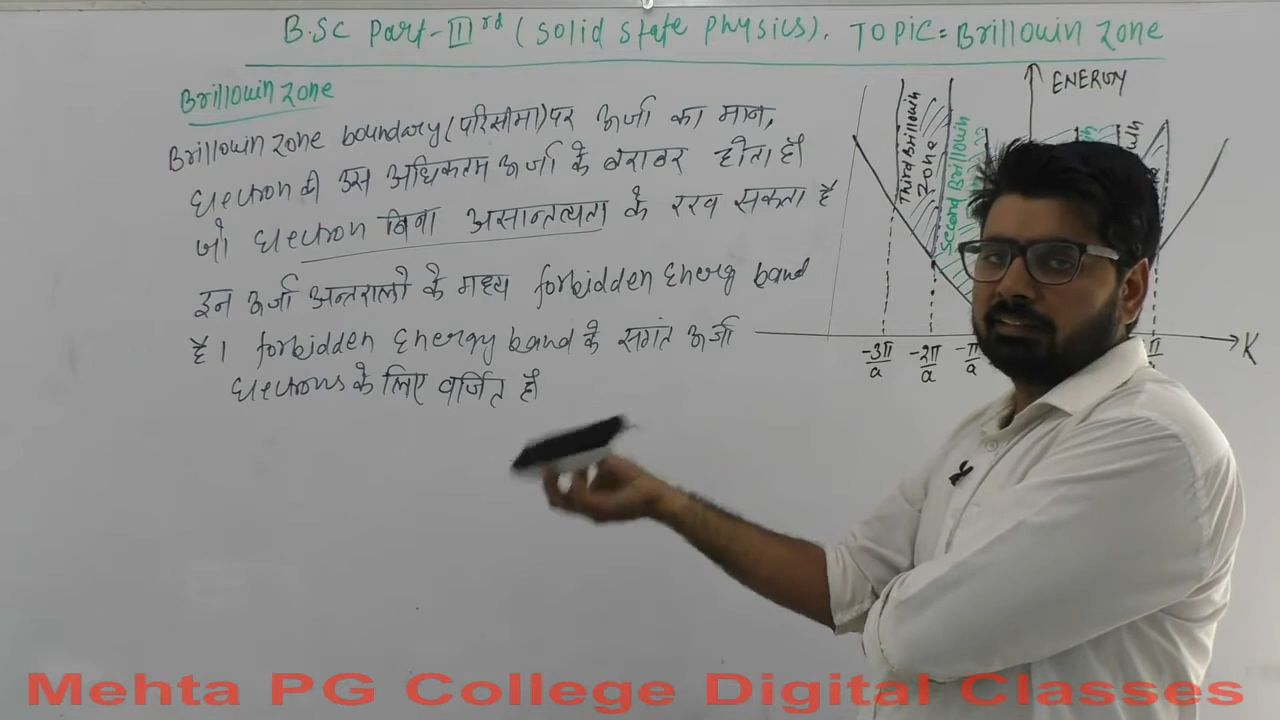 B.Sc Part-III rd (Solid State Physics). TOPIC = Brillouin Zone
Brillouin Zone
Brillouin Zone boundary (परिसीमा) पर ऊर्जा का मान,
Electron की उस अधिकतम ऊर्जा के बराबर होता है
जो Electron बिना असान्तत्यता के रख सकता है
इन ऊर्जा अन्तरालो के मध्य forbidden Energy band
है। forbidden Energy band के संगत ऊर्जा
Electrons के लिए वर्जित है
ENERGY
Third Brillouin
Zone
Second Brillouin
K
-3π/a
-2π/a
-π/a
Mehta PG College Digital Classes